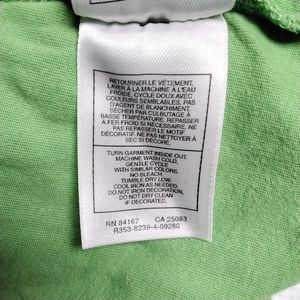 RETOURNER LE VÊTEMENT,
LAVER À LA MACHINE À L'EAU
FROIDE, CYCLE DOUX AVEC
COULEURS SEMBLABLES, PAS
D'AGENT DE BLANCHIMENT,
SÉCHER PAR CULBUTAGE À
BASSE TEMPÉRATURE, REPASSER
À FER FROID SI NÉCESSAIRE. NE
PAS REPASSER LE MOTIF
DÉCORATIF. NE PAS NETTOYER À
SEC SI DÉCORÉ.
TURN GARMENT INSIDE OUT.
MACHINE WASH COLD,
GENTLE CYCLE
WITH SIMILAR COLORS,
NO BLEACH
TUMBLE DRY LOW.
COOL IRON AS NEEDED.
DO NOT IRON DECORATION.
DO NOT DRY CLEAN
IF DECORATED.
RN 84167 CA 25083
R353-8239-4-09280